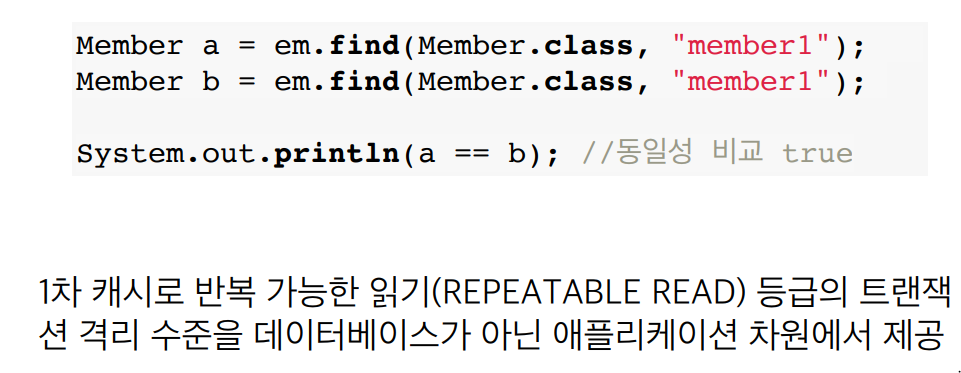 Member a = em.find(Member.class, "member1");
Member b = em.find(Member.class, "member1");
System.out.println(a == b); //동일성 비교 true
1차 캐시로 반복 가능한 읽기(REPEATABLE READ) 등급의 트랜잭
션 격리 수준을 데이터베이스가 아닌 애플리케이션 차원에서 제공